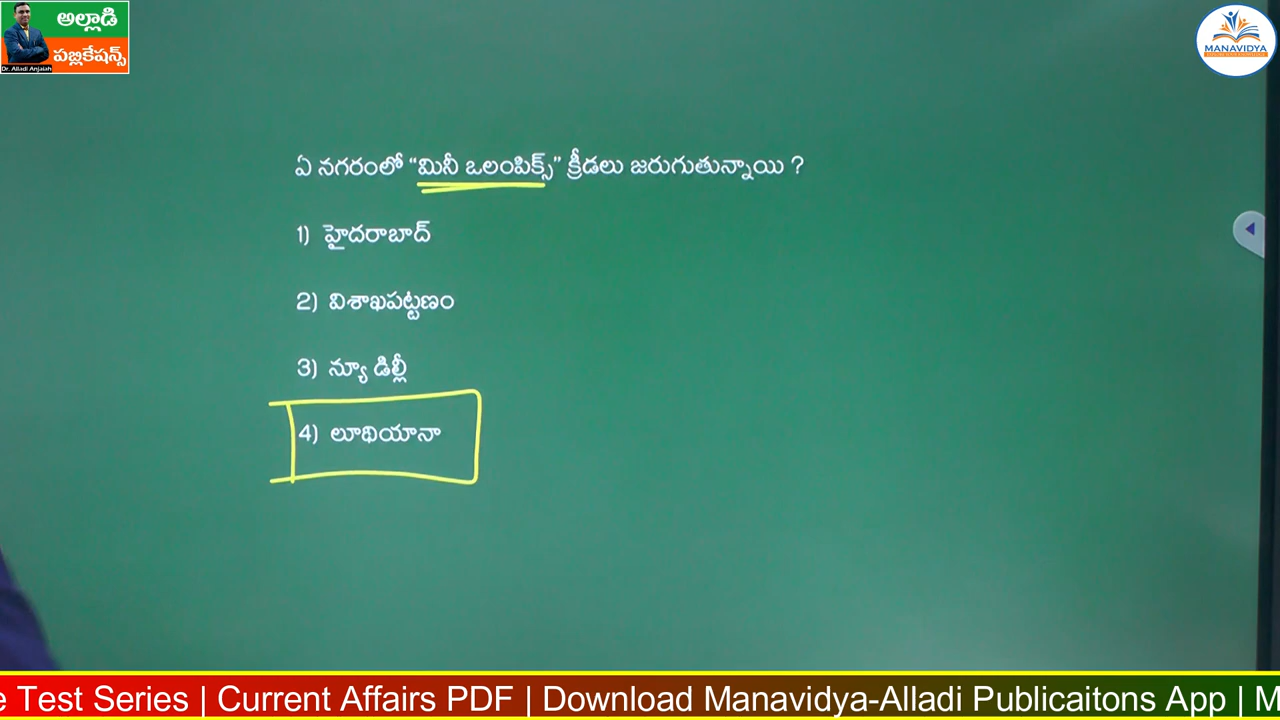 అల్లాడి
పబ్లికేషన్స్
Dr. Alladi Anjaiah
MANAVIDYA
ఏ నగరంలో “మినీ ఒలంపిక్స్” క్రీడలు జరుగుతున్నాయి ?
1) హైదరాబాద్
2) విశాఖపట్టణం
3) న్యూ డిల్లీ
4) లూథియానా
e Test Series | Current Affairs PDF | Download Manavidya-Alladi Publicaitons App | M